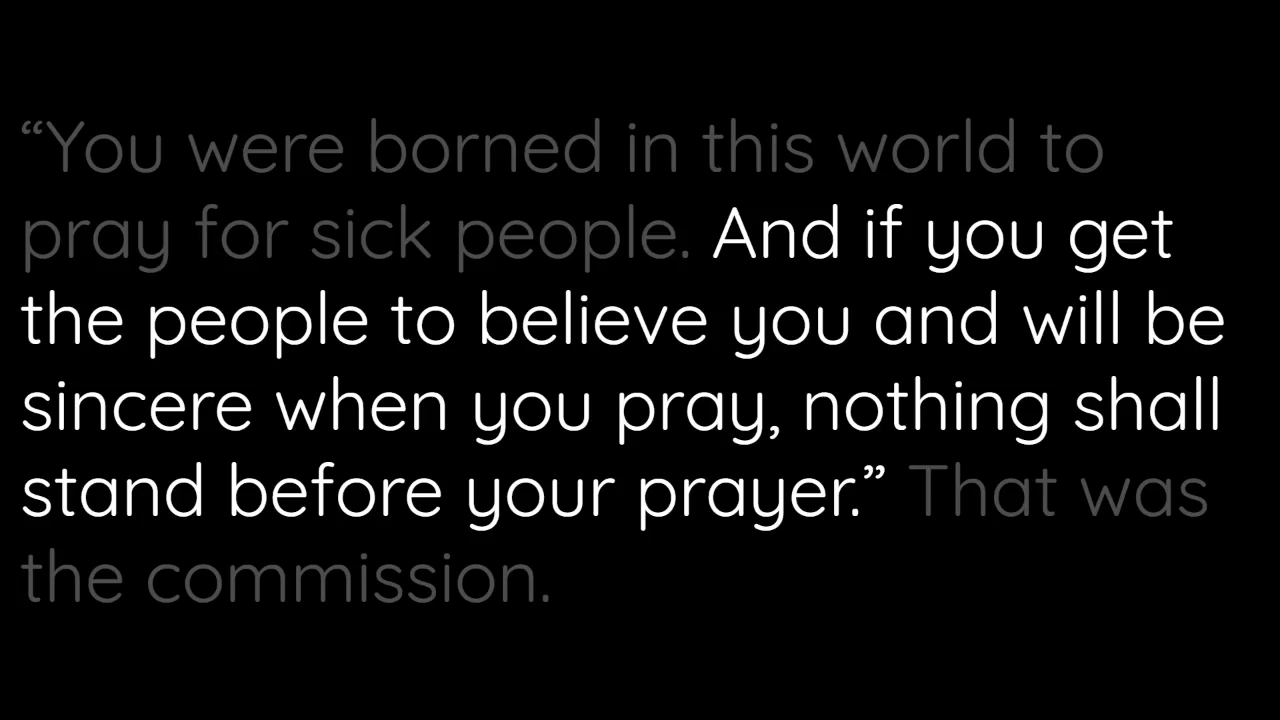 “You were borned in this world to
pray for sick people. And if you get
the people to believe you and will be
sincere when you pray, nothing shall
stand before your prayer.” That was
the commission.